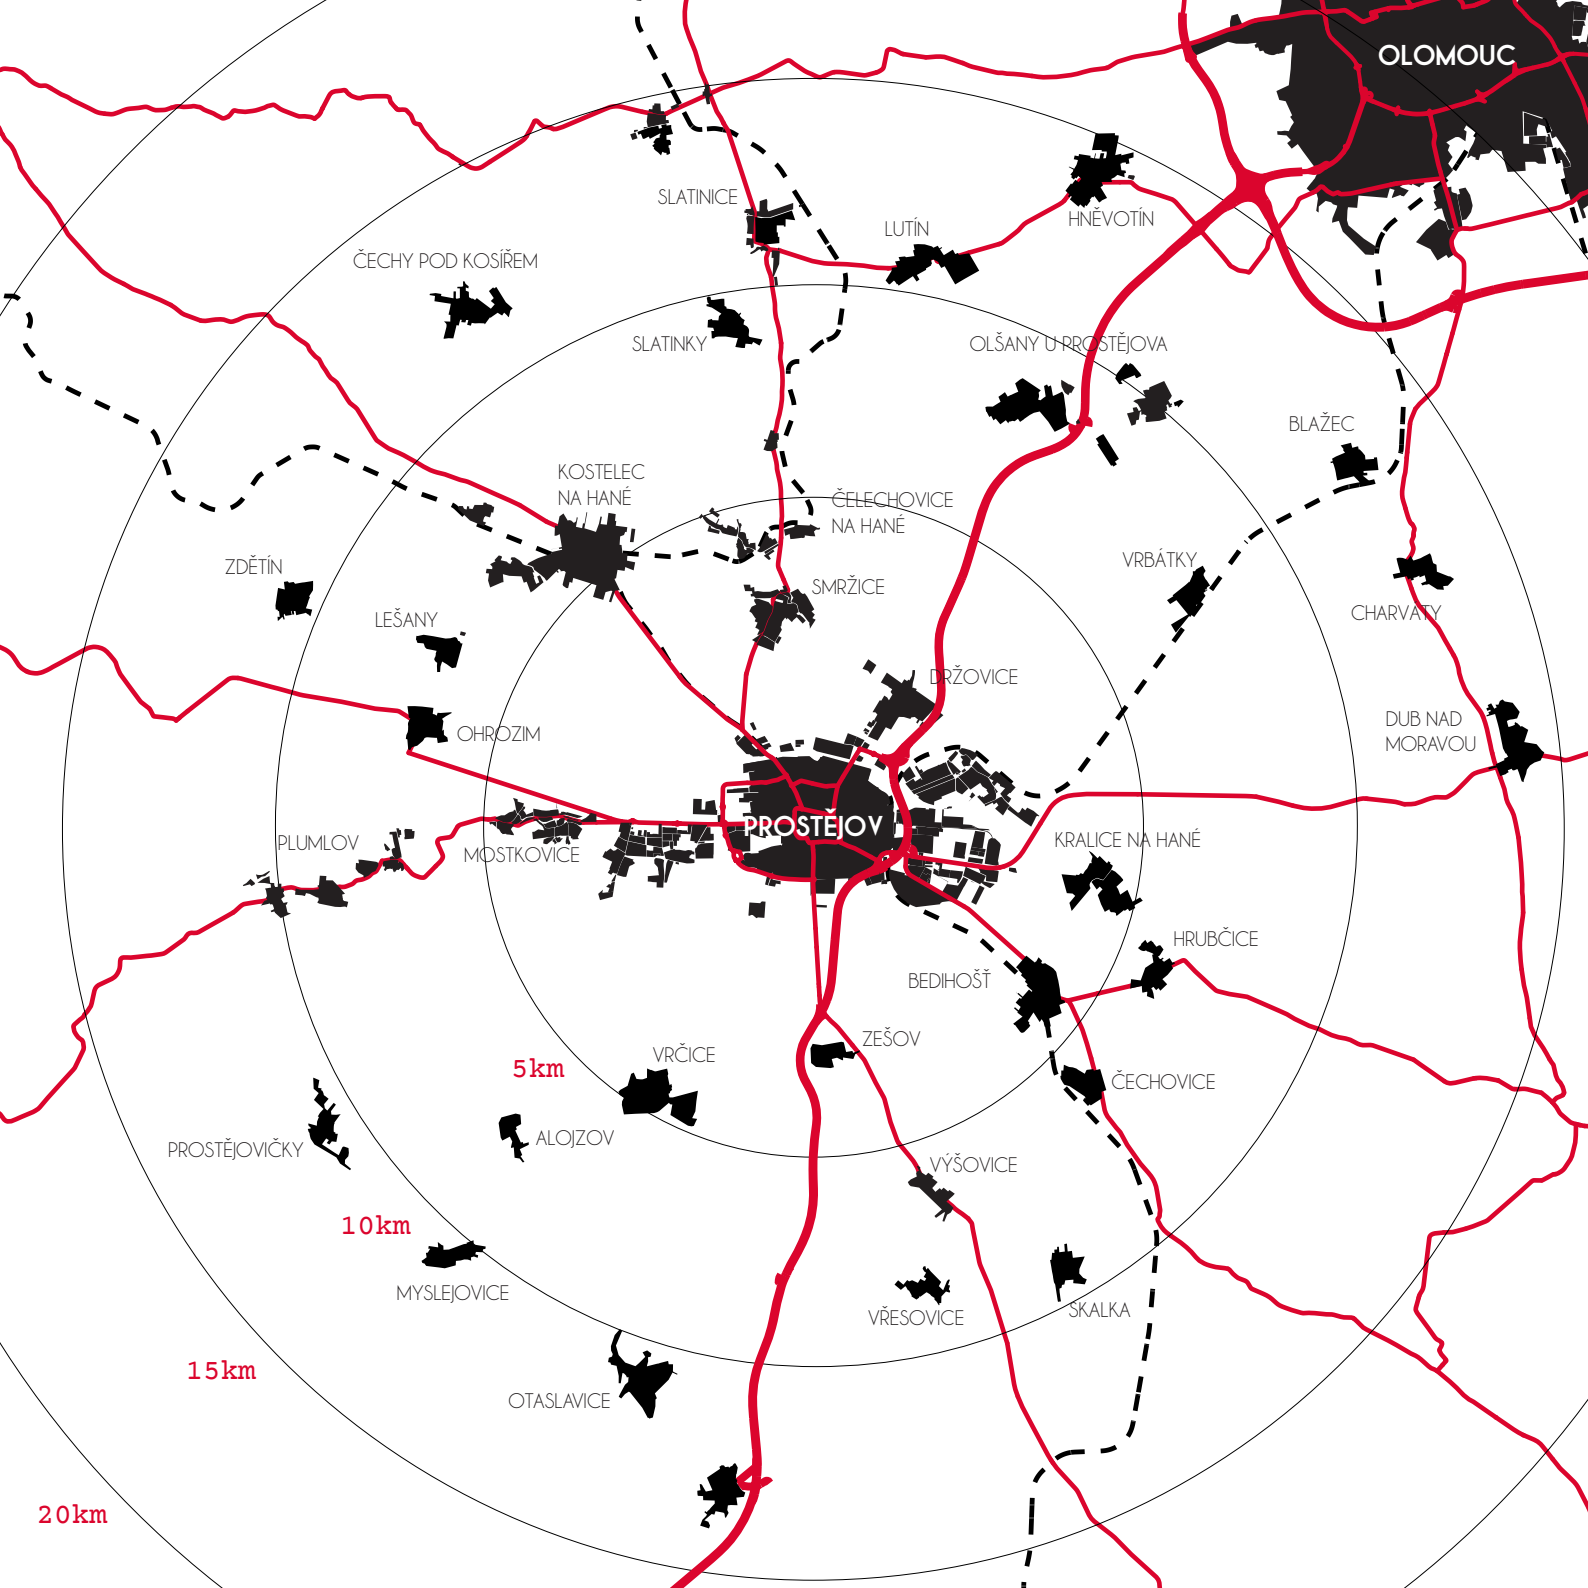 OLOMOUC
SLATINICE
HNĚVOTÍN
LUTÍN
ČECHY POD KOSÍŘEM
SLATINKY
OLŠANY U PROSTĚJOVA
BLAŽEC
KOSTELEC
NA HANÉ
ČELECHOVICE
NA HANÉ
ZDĚTÍN
VRBÁTKY
SMRŽICE
CHARVÁTY
LEŠANY
DRŽOVICE
DUB NAD
MORAVOU
OHROZIM
PROSTĚJOV
PLUMLOV
MOSTKOVICE
KRALICE NA HANÉ
HRUBČICE
BEDIHOŠŤ
ZEŠOV
VRČICE
5km
ČECHOVICE
ALOJZOV
PROSTĚJOVIČKY
VÝŠOVICE
10km
MYSLEJOVICE
SKALKA
VŘESOVICE
15km
OTASLAVICE
20km